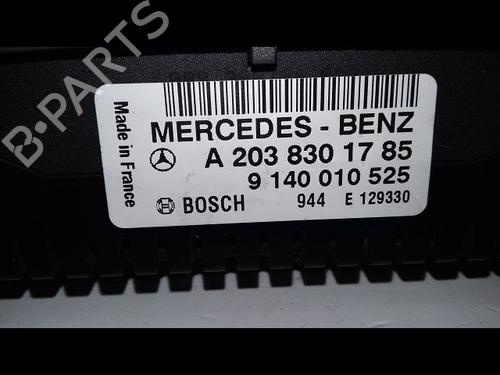 MERCEDES - BENZ
A 203 830 17 85
9 140 010 525
BOSCH 944 E 129330
Made in France
B-PARTS